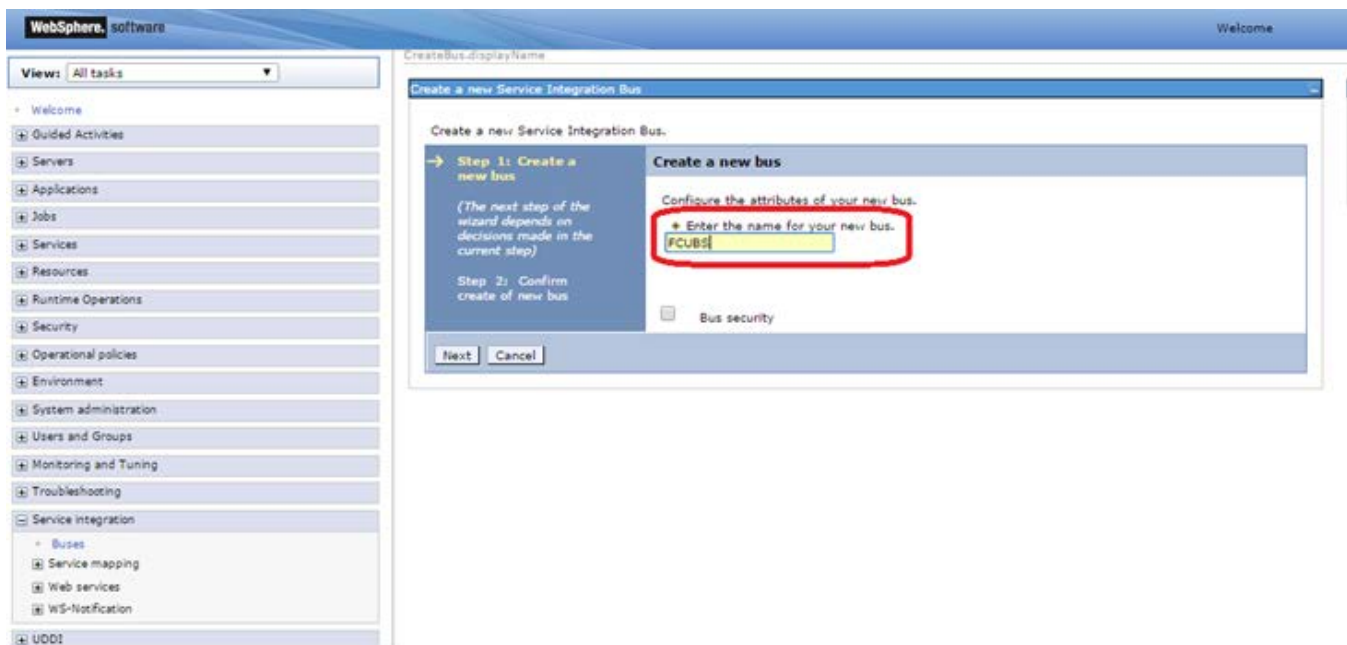 WebSphere. software
Welcome
View: All tasks
Welcome
Guided Activities
Servers
Applications
Jobs
Services
Resources
Runtime Operations
Security
Operational policies
Environment
System administration
Users and Groups
Monitoring and Tuning
Troubleshooting
Service integration
Buses
Service mapping
Web services
WS-Notification
UDDI
CreateBus.displayName
Create a new Service Integration Bus
Create a new Service Integration Bus.
Step 1: Create a
new bus
(The next step of the
wizard depends on
decisions made in the
current step)
Step 2: Confirm
create of new bus
Create a new bus
Configure the attributes of your new bus.
Enter the name for your new bus.
FCUBS
Bus security
Next
Cancel